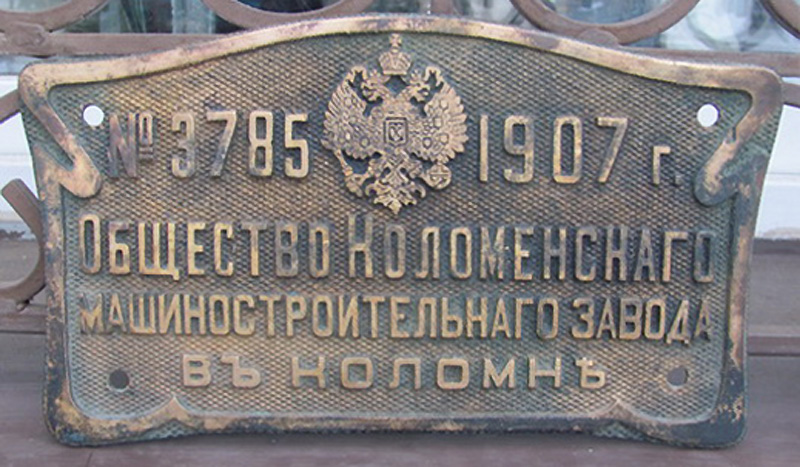 № 3785 1907 г.
Общество Коломенскаго
машиностроительнаго завода
въ Коломнѣ